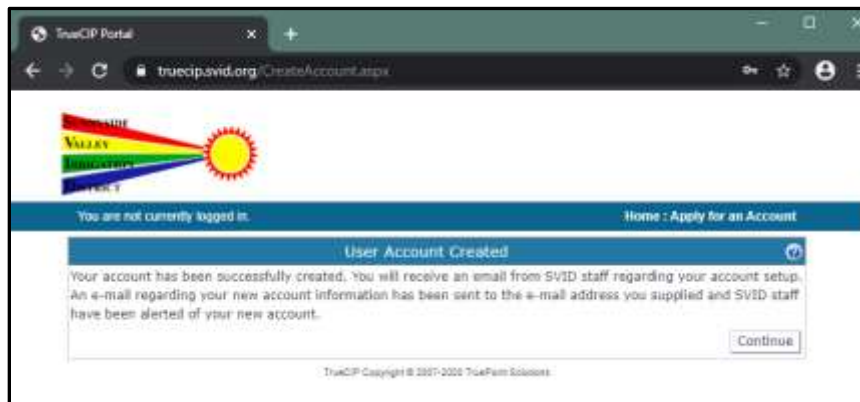 TrueCIP Portal
truecip.svid.org/CreateAccount.aspx
SUNNYSIDE
VALLEY
IRRIGATION
DISTRICT
You are not currently logged in.
Home : Apply for an Account
User Account Created
?
Your account has been successfully created. You will receive an email from SVID staff regarding your account setup.
An e-mail regarding your new account information has been sent to the e-mail address you supplied and SVID staff
have been alerted of your new account.
Continue
TrueCIP Copyright © 2007-2020 TruePoint Solutions